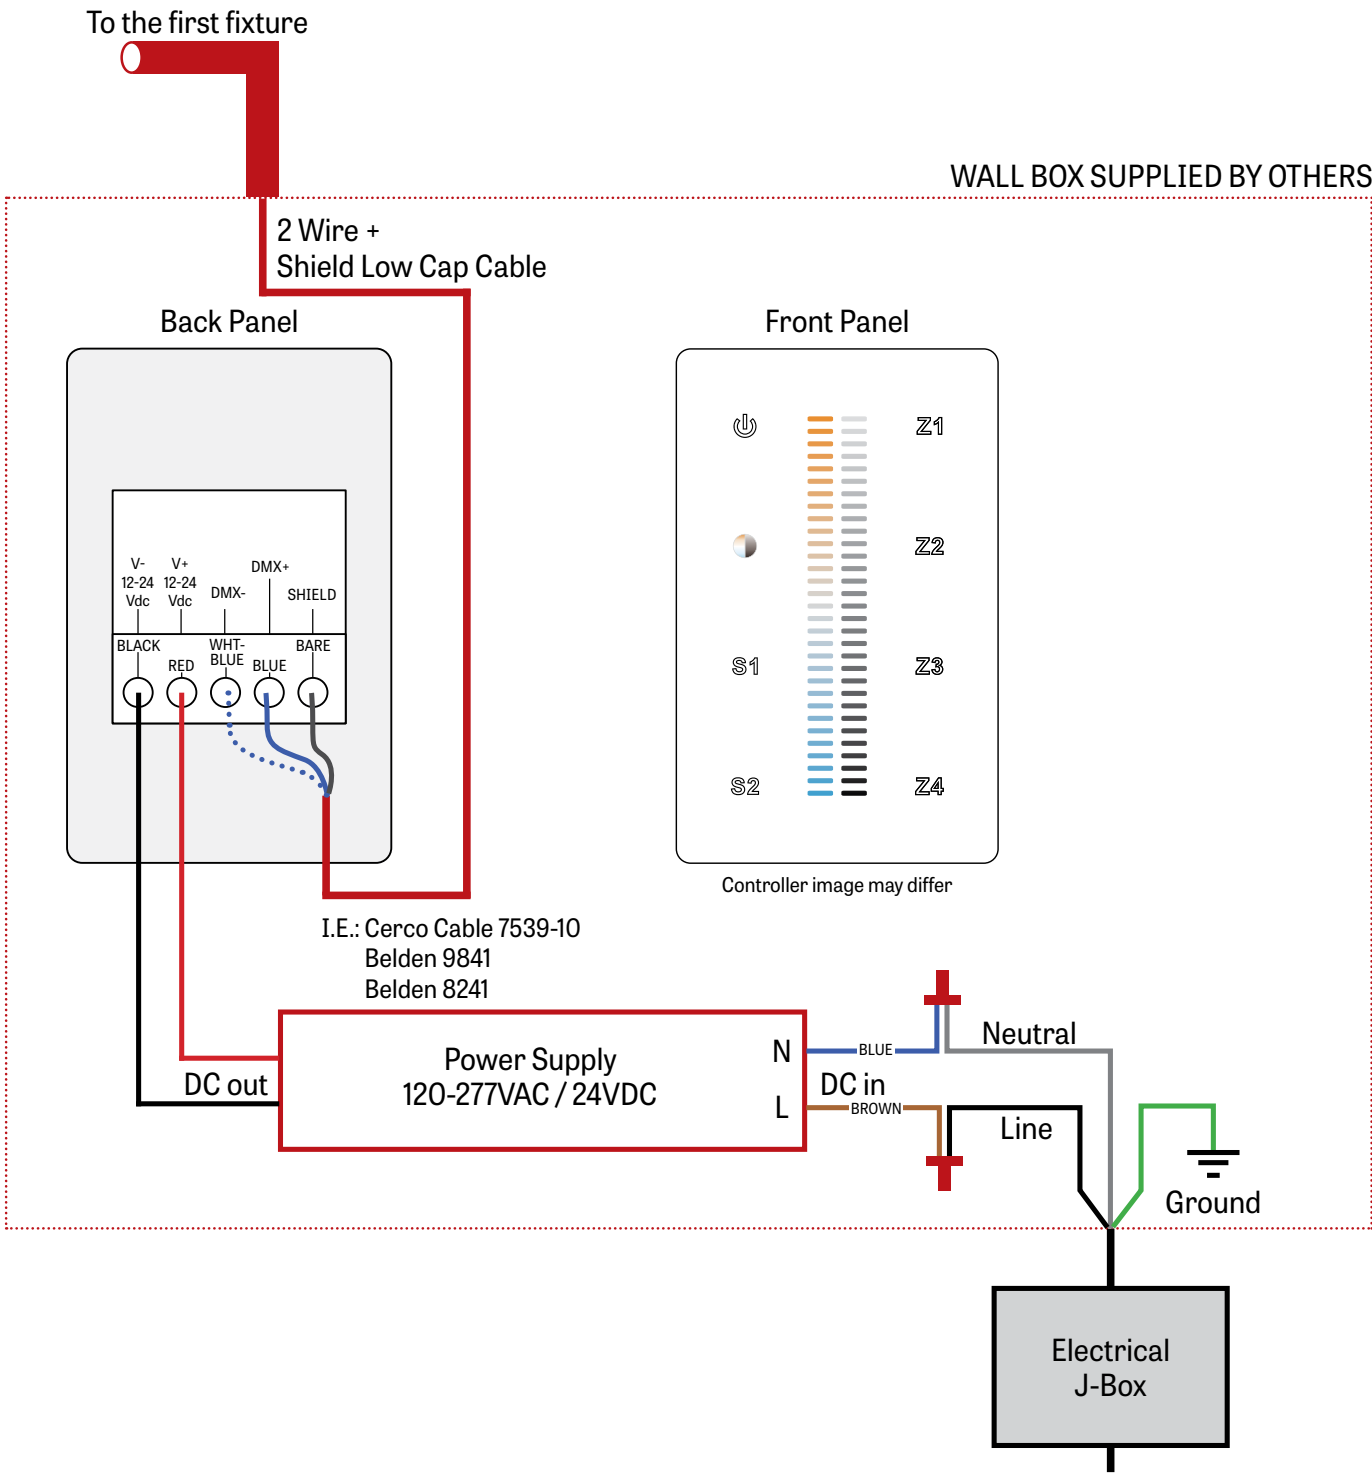 To the first fixture
WALL BOX SUPPLIED BY OTHERS
2 Wire +
Shield Low Cap Cable
Back Panel
V-
12-24
Vdc
V+
12-24
Vdc
DMX-
DMX+
SHIELD
BLACK
RED
WHT-
BLUE
BLUE
BARE
Front Panel
Z1
Z2
S1
Z3
S2
Z4
Controller image may differ
I.E.: Cerco Cable 7539-10
Belden 9841
Belden 8241
DC out
Power Supply
120-277VAC / 24VDC
N
L
BLUE
DC in
BROWN
Neutral
Line
Ground
Electrical
J-Box